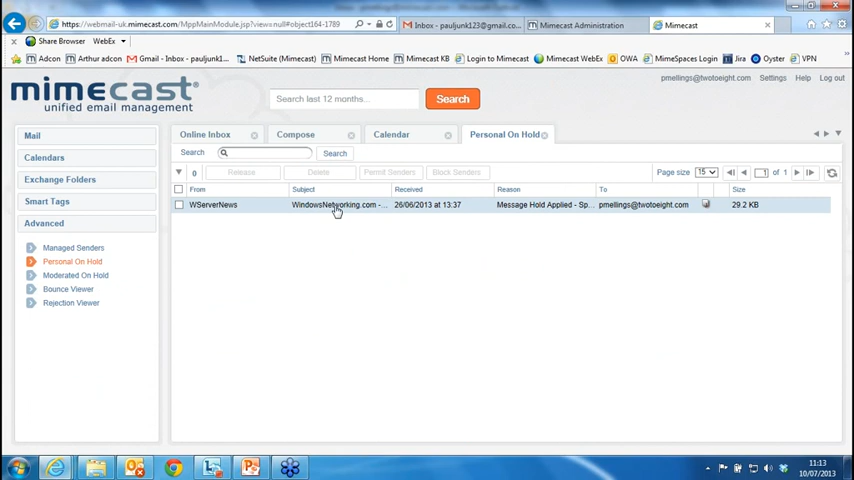 https://webmail-uk.mimecast.com/MppMainModule.jsp?view=null#object164-1789
Inbox - pauljunk123@gmail.co...
Mimecast Administration
Mimecast
Share Browser WebEx
Adcon Arthur adcon Gmail - Inbox - pauljunk1... NetSuite (Mimecast) Mimecast Home Mimecast KB Login to Mimecast Mimecast WebEx OWA MimeSpaces Login Jira Oyster VPN
mimecast®
unified email management
Search last 12 months...
Search
pmellings@twotoeight.com Settings Help Log out
Mail
Calendars
Exchange Folders
Smart Tags
Advanced
Managed Senders
Personal On Hold
Moderated On Hold
Bounce Viewer
Rejection Viewer
Online Inbox Compose Calendar Personal On Hold
Search Search
0 Release Delete Permit Senders Block Senders Page size 15 1 of 1
From Subject Received Reason To Size
WServerNews WindowsNetworking.com -... 26/06/2013 at 13:37 Message Hold Applied - Sp... pmellings@twotoeight.com 29.2 KB
11:13
10/07/2013